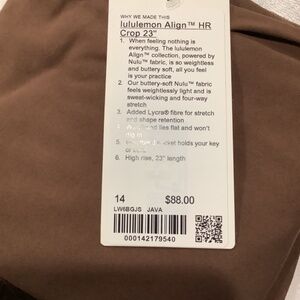 WHY WE MADE THIS
lululemon Align™ HR
Crop 23"
1. When feeling nothing is
everything. The lululemon
Align™ collection, powered by
Nulu™ fabric, is so weightless
and buttery soft, all you feel
is your practice
2. Our buttery-soft Nulu™ fabric
feels weightlessly light and is
sweat-wicking and four-way
stretch
3. Added Lycra® fibre for stretch
and shape retention
lies flat and won't
dig in
5. pocket holds your key
6. High rise, 23" length
14 $88.00
LW6BGJS JAVA
000142179540